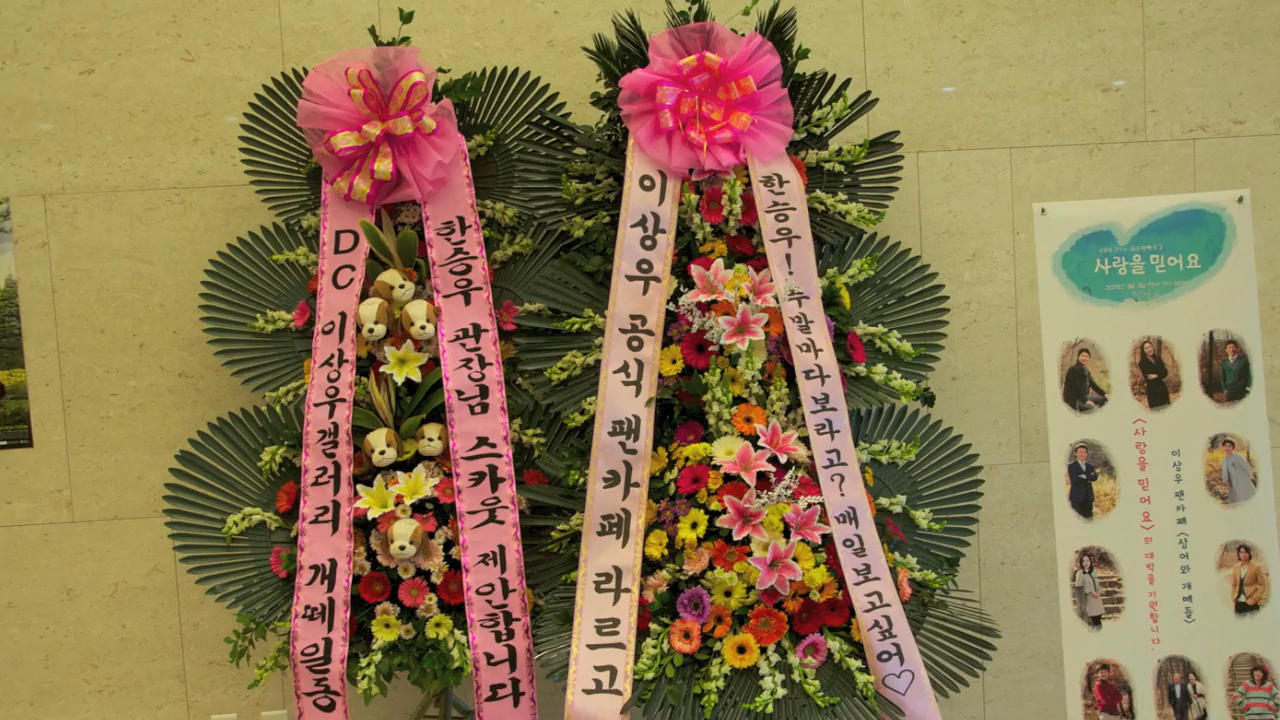 DC 이상우갤러리 개떼일동
한승우 관장님 스카웃 제안합니다
이상우 공식 팬카페 라르고
한승우! 주말마다보라고? 매일보고싶어♡
사랑을 믿어요
<사랑을 믿어요>의 대박을 기원합니다.
이상우 팬카페 <상어와 개떼들>